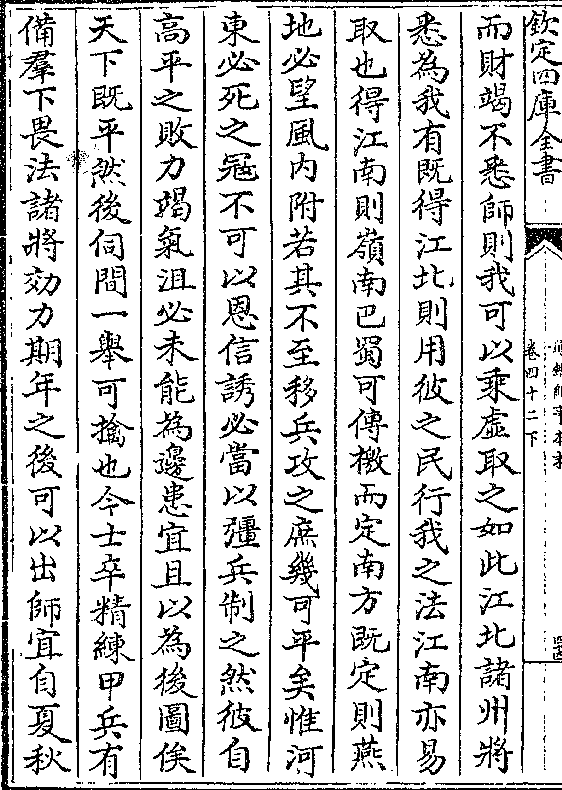 欽定四庫全書
卷四十二下
而財竭不悉師則我可以乘虛取之如此江北諸州將
悉為我有既得江北則用彼之民行我之法江南亦易
取也得江南則嶺南巴蜀可傳檄而定南方既定則燕
地必望風内附若其不至移兵攻之席幾可平矣惟河
東必死之冦不可以恩信誘必當以彊兵制之然彼自
高平之敗力竭氣沮必未能為邊患宜且以為後圖俟
天下既平然後伺間一舉可擒也今士卒精練甲兵有
備羣下畏法諸將効力期年之後可以出師宜自夏秋